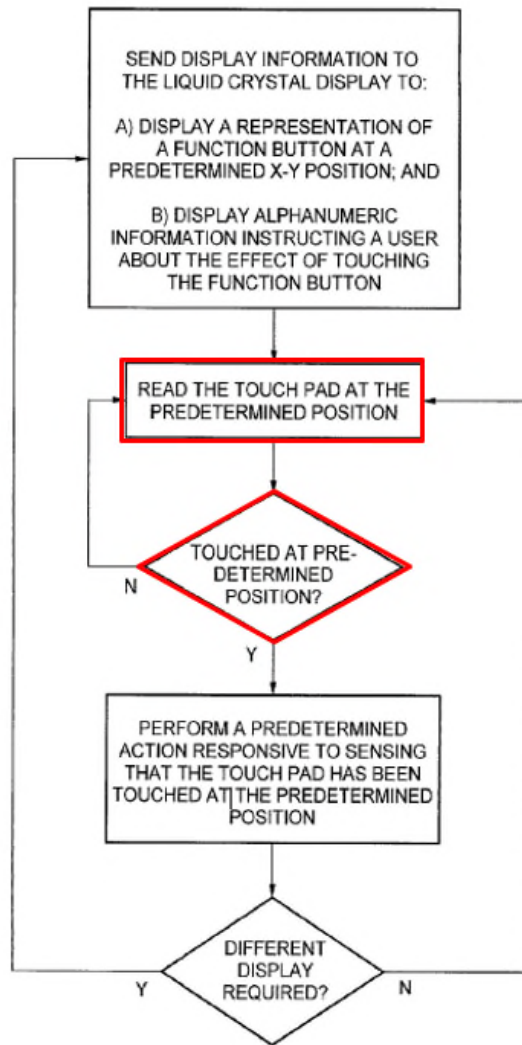 SEND DISPLAY INFORMATION TO
THE LIQUID CRYSTAL DISPLAY TO:
A) DISPLAY A REPRESENTATION OF
A FUNCTION BUTTON AT A
PREDETERMINED X-Y POSITION; AND
B) DISPLAY ALPHANUMERIC
INFORMATION INSTRUCTING A USER
ABOUT THE EFFECT OF TOUCHING
THE FUNCTION BUTTON
READ THE TOUCH PAD AT THE
PREDETERMINED POSITION
TOUCHED AT PRE-
DETERMINED
POSITION?
N
Y
PERFORM A PREDETERMINED
ACTION RESPONSIVE TO SENSING
THAT THE TOUCH PAD HAS BEEN
TOUCHED AT THE PREDETERMINED
POSITION
DIFFERENT
DISPLAY
REQUIRED?
Y
N